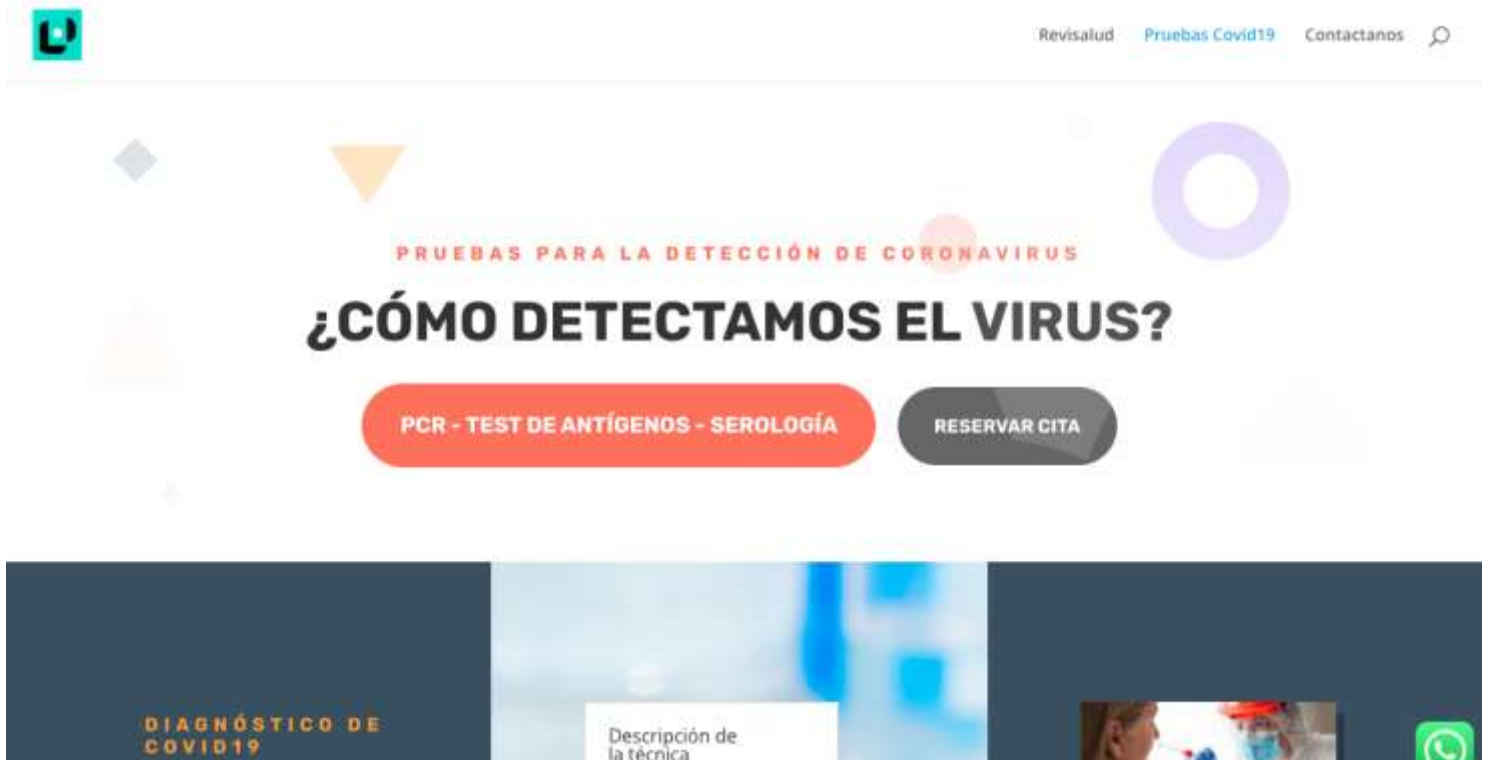 Revisalud Pruebas Covid19 Contactanos
PRUEBAS PARA LA DETECCIÓN DE CORONAVIRUS
¿CÓMO DETECTAMOS EL VIRUS?
PCR - TEST DE ANTÍGENOS - SEROLOGÍA
RESERVAR CITA
DIAGNÓSTICO DE
COVID19
Descripción de
la técnica